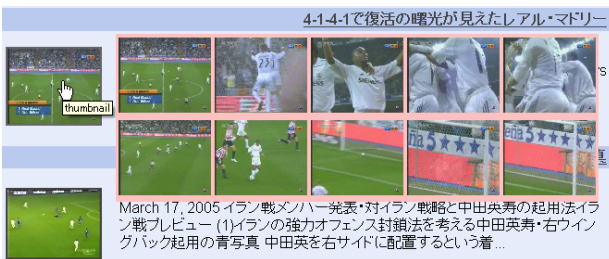 4-1-4-1で復活の曙光が見えたレアル・マドリー
thumbnail
SIEMENS
23
5
March 17, 2005 イラン戦メンバー発表・対イラン戦略と中田英寿の起用法イラ
ン戦プレビュー (1)イランの強力オフェンス封鎖法を考える中田英寿・右ウイン
グバック起用の青写真 中田英を右サイドに配置するという着...